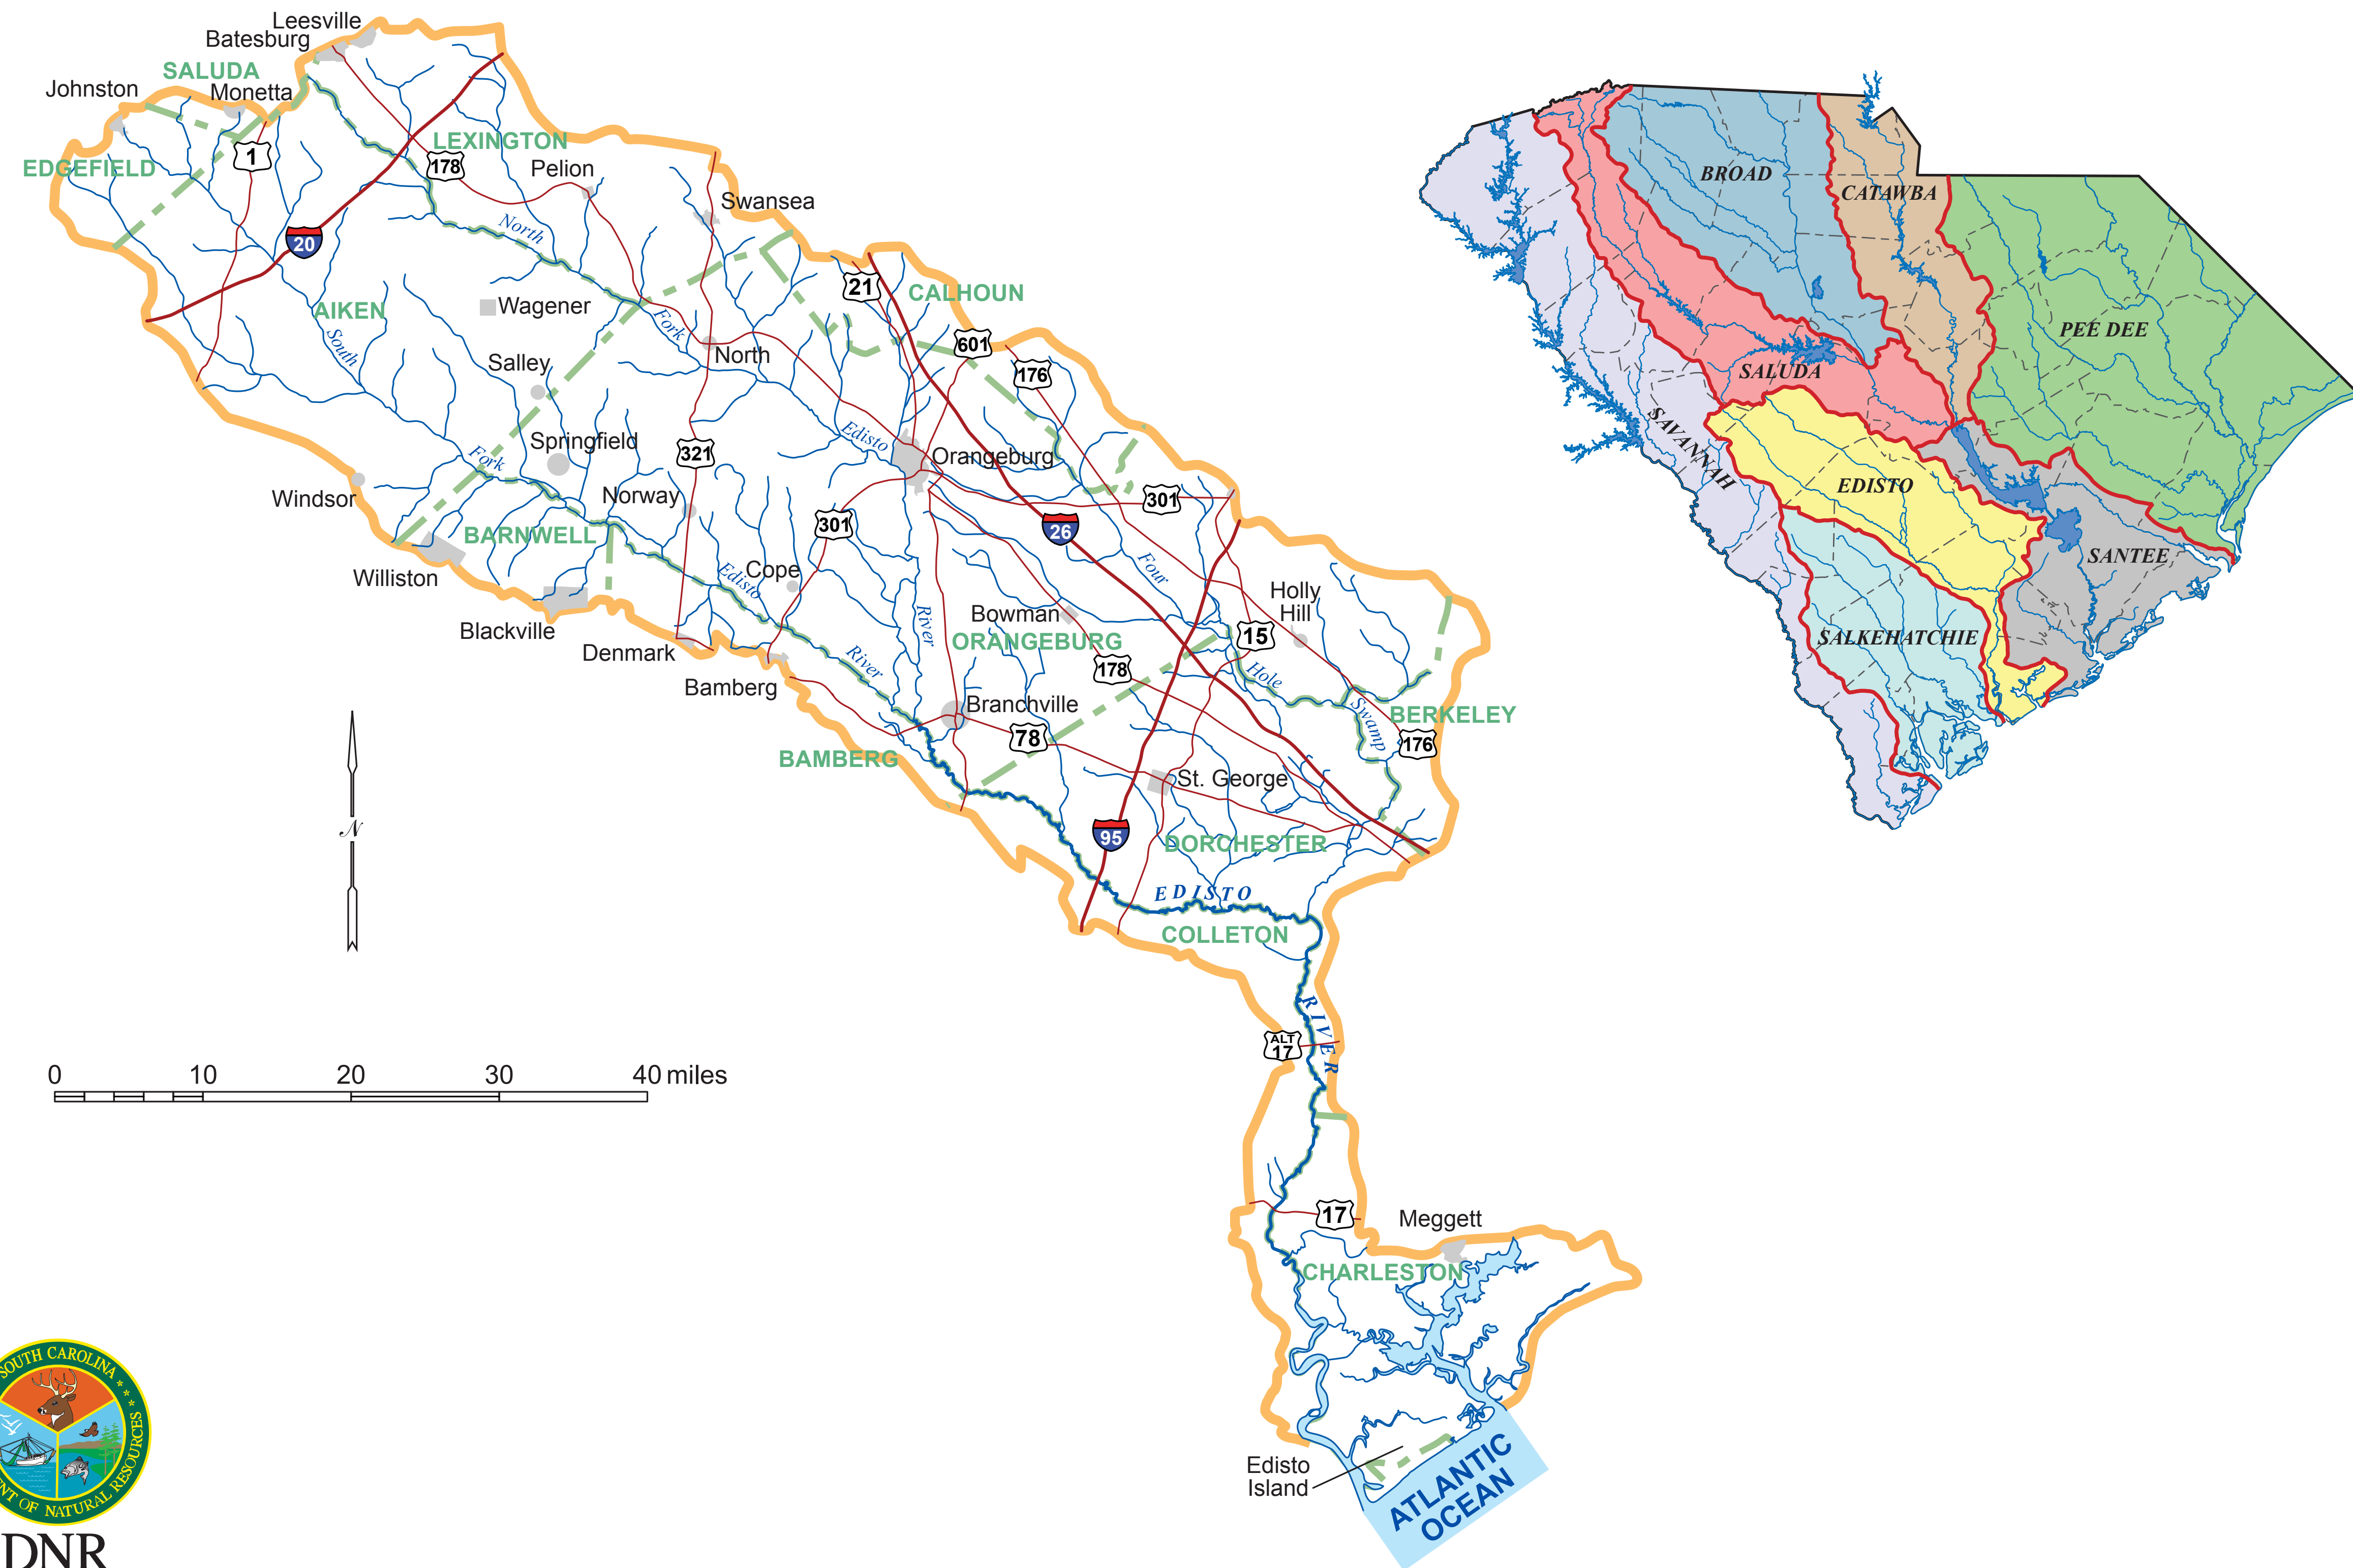 Leesville
Batesburg
SALUDA
Johnston
Monetta
EDGEFIELD
1
LEXINGTON
178
Pelion
Swansea
North
20
21
CALHOUN
AIKEN
Wagener
South
Fork
North
601
176
Salley
Edisto
Springfield
321
Orangeburg
Fork
Windsor
Norway
301
301
26
BARNWELL
Williston
Edisto
Cope
Four
Holly
Hill
River
Bowman
ORANGEBURG
15
Blackville
Denmark
River
178
Hole
Bamberg
Branchville
Swamp
BERKELEY
78
176
BAMBERG
St. George
95
DORCHESTER
EDISTO
COLLETON
RIVER
ALT
17
17
Meggett
CHARLESTON
Edisto
Island
ATLANTIC
OCEAN
N
0 10 20 30 40 miles
BROAD
CATAWBA
PEE DEE
SALUDA
SAVANNAH
EDISTO
SANTEE
SALKEHATCHIE
SOUTH CAROLINA
OF NATURAL RESOURCES
DNR